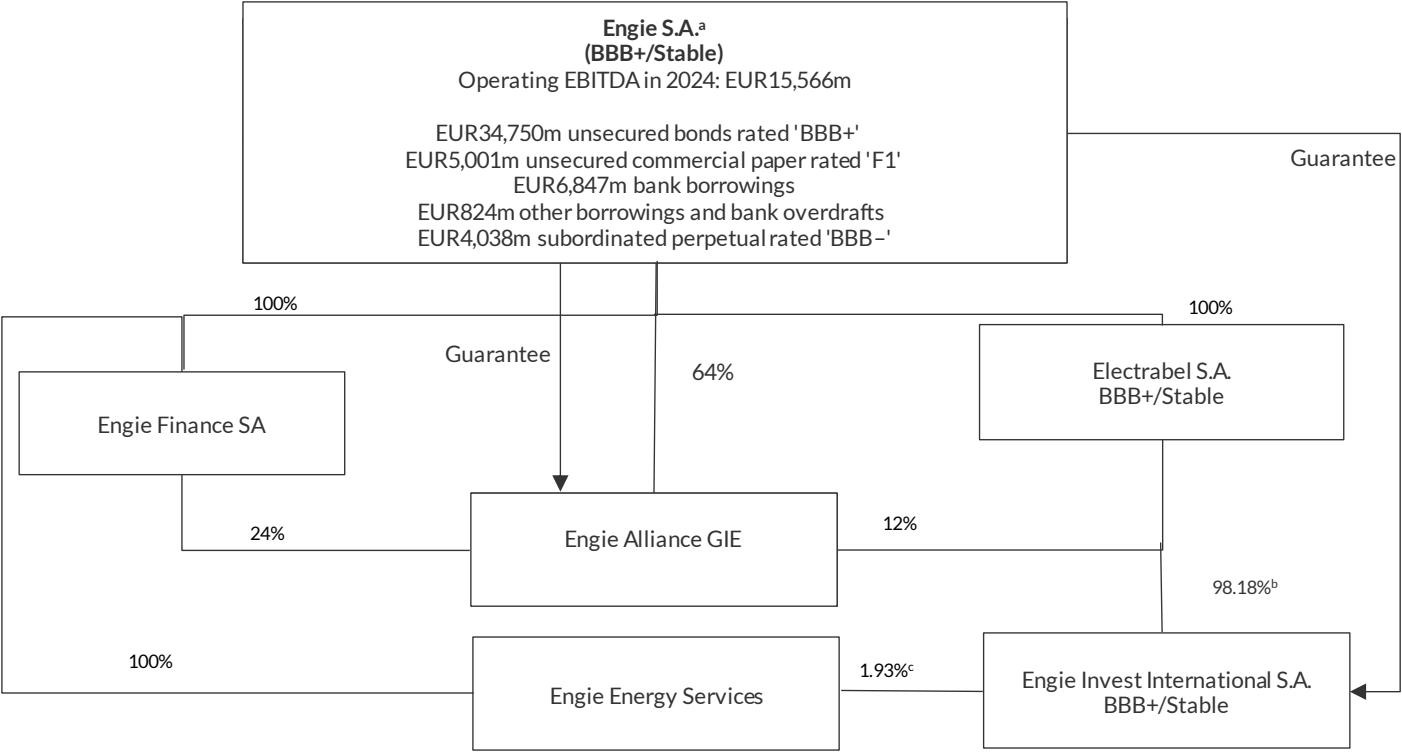 Engie S.A.ᵃ
(BBB+/Stable)
Operating EBITDA in 2024: EUR15,566m
EUR34,750m unsecured bonds rated 'BBB+'
EUR5,001m unsecured commercial paper rated 'F1'
EUR6,847m bank borrowings
EUR824m other borrowings and bank overdrafts
EUR4,038m subordinated perpetual rated 'BBB–'
Guarantee
100%
100%
Guarantee
64%
Electrabel S.A.
BBB+/Stable
Engie Finance SA
24%
Engie Alliance GIE
12%
98.18%ᵇ
100%
Engie Energy Services
1.93%ᶜ
Engie Invest International S.A.
BBB+/Stable